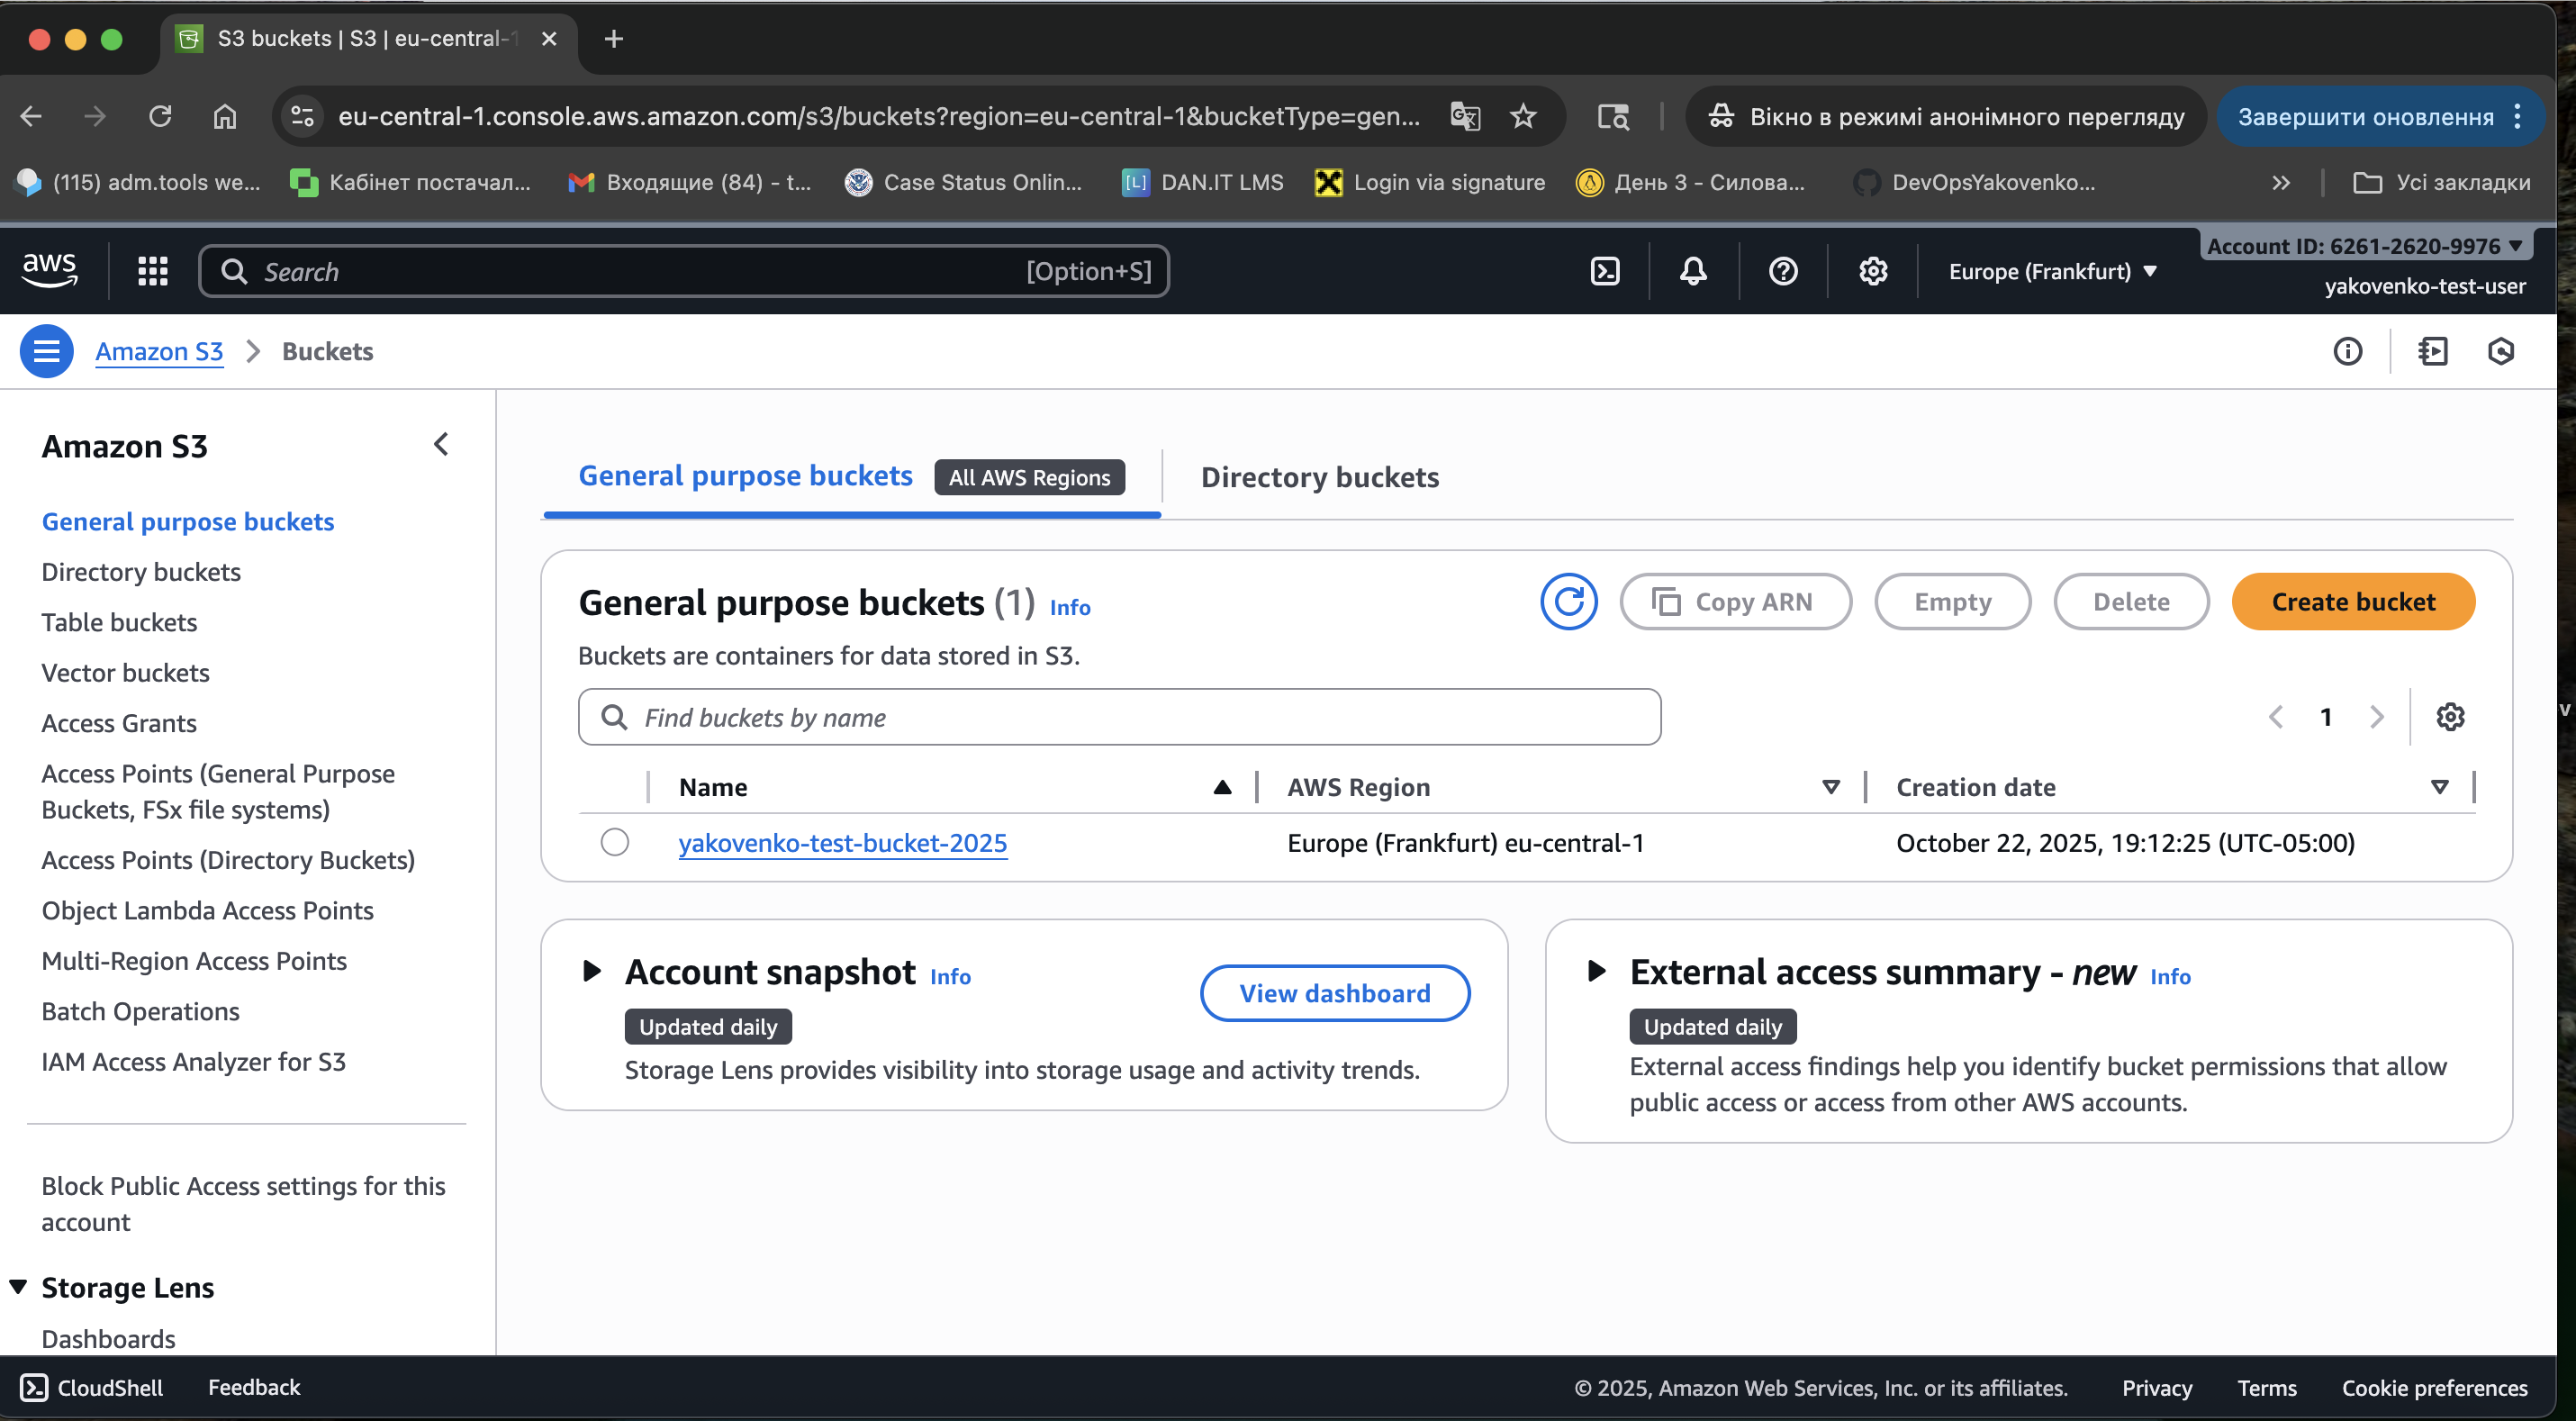 S3 buckets | S3 | eu-central-1
eu-central-1.console.aws.amazon.com/s3/buckets?region=eu-central-1&bucketType=gen...
Вікно в режимі анонімного перегляду
Завершити оновлення
(115) adm.tools we...
Кабінет постачал...
Входящие (84) - t...
Case Status Onlin...
[L]
DAN.IT LMS
Login via signature
День 3 - Силова...
DevOpsYakovenko...
Усі закладки
aws
Search
[Option+S]
Europe (Frankfurt)
Account ID: 6261-2620-9976
yakovenko-test-user
Amazon S3
Buckets
Amazon S3
General purpose buckets
Directory buckets
Table buckets
Vector buckets
Access Grants
Access Points (General Purpose
Buckets, FSx file systems)
Access Points (Directory Buckets)
Object Lambda Access Points
Multi-Region Access Points
Batch Operations
IAM Access Analyzer for S3
Block Public Access settings for this
account
Storage Lens
Dashboards
General purpose buckets
All AWS Regions
Directory buckets
General purpose buckets (1) Info
Copy ARN
Empty
Delete
Create bucket
Buckets are containers for data stored in S3.
Find buckets by name
1
Name
AWS Region
Creation date
yakovenko-test-bucket-2025
Europe (Frankfurt) eu-central-1
October 22, 2025, 19:12:25 (UTC-05:00)
Account snapshot Info
View dashboard
Updated daily
Storage Lens provides visibility into storage usage and activity trends.
External access summary - new Info
Updated daily
External access findings help you identify bucket permissions that allow
public access or access from other AWS accounts.
CloudShell
Feedback
© 2025, Amazon Web Services, Inc. or its affiliates.
Privacy
Terms
Cookie preferences